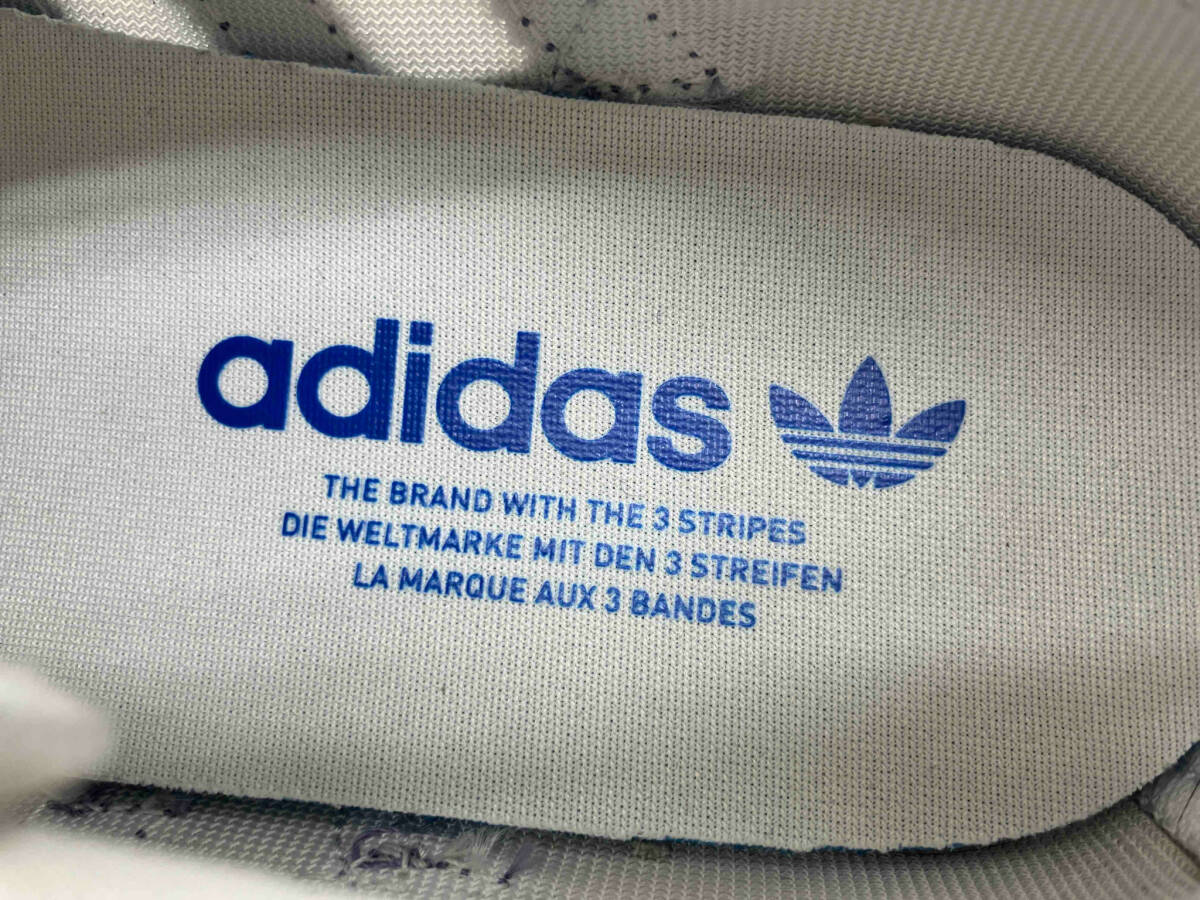 adidas
THE BRAND WITH THE 3 STRIPES
DIE WELTMARKE MIT DEN 3 STREIFEN
LA MARQUE AUX 3 BANDES